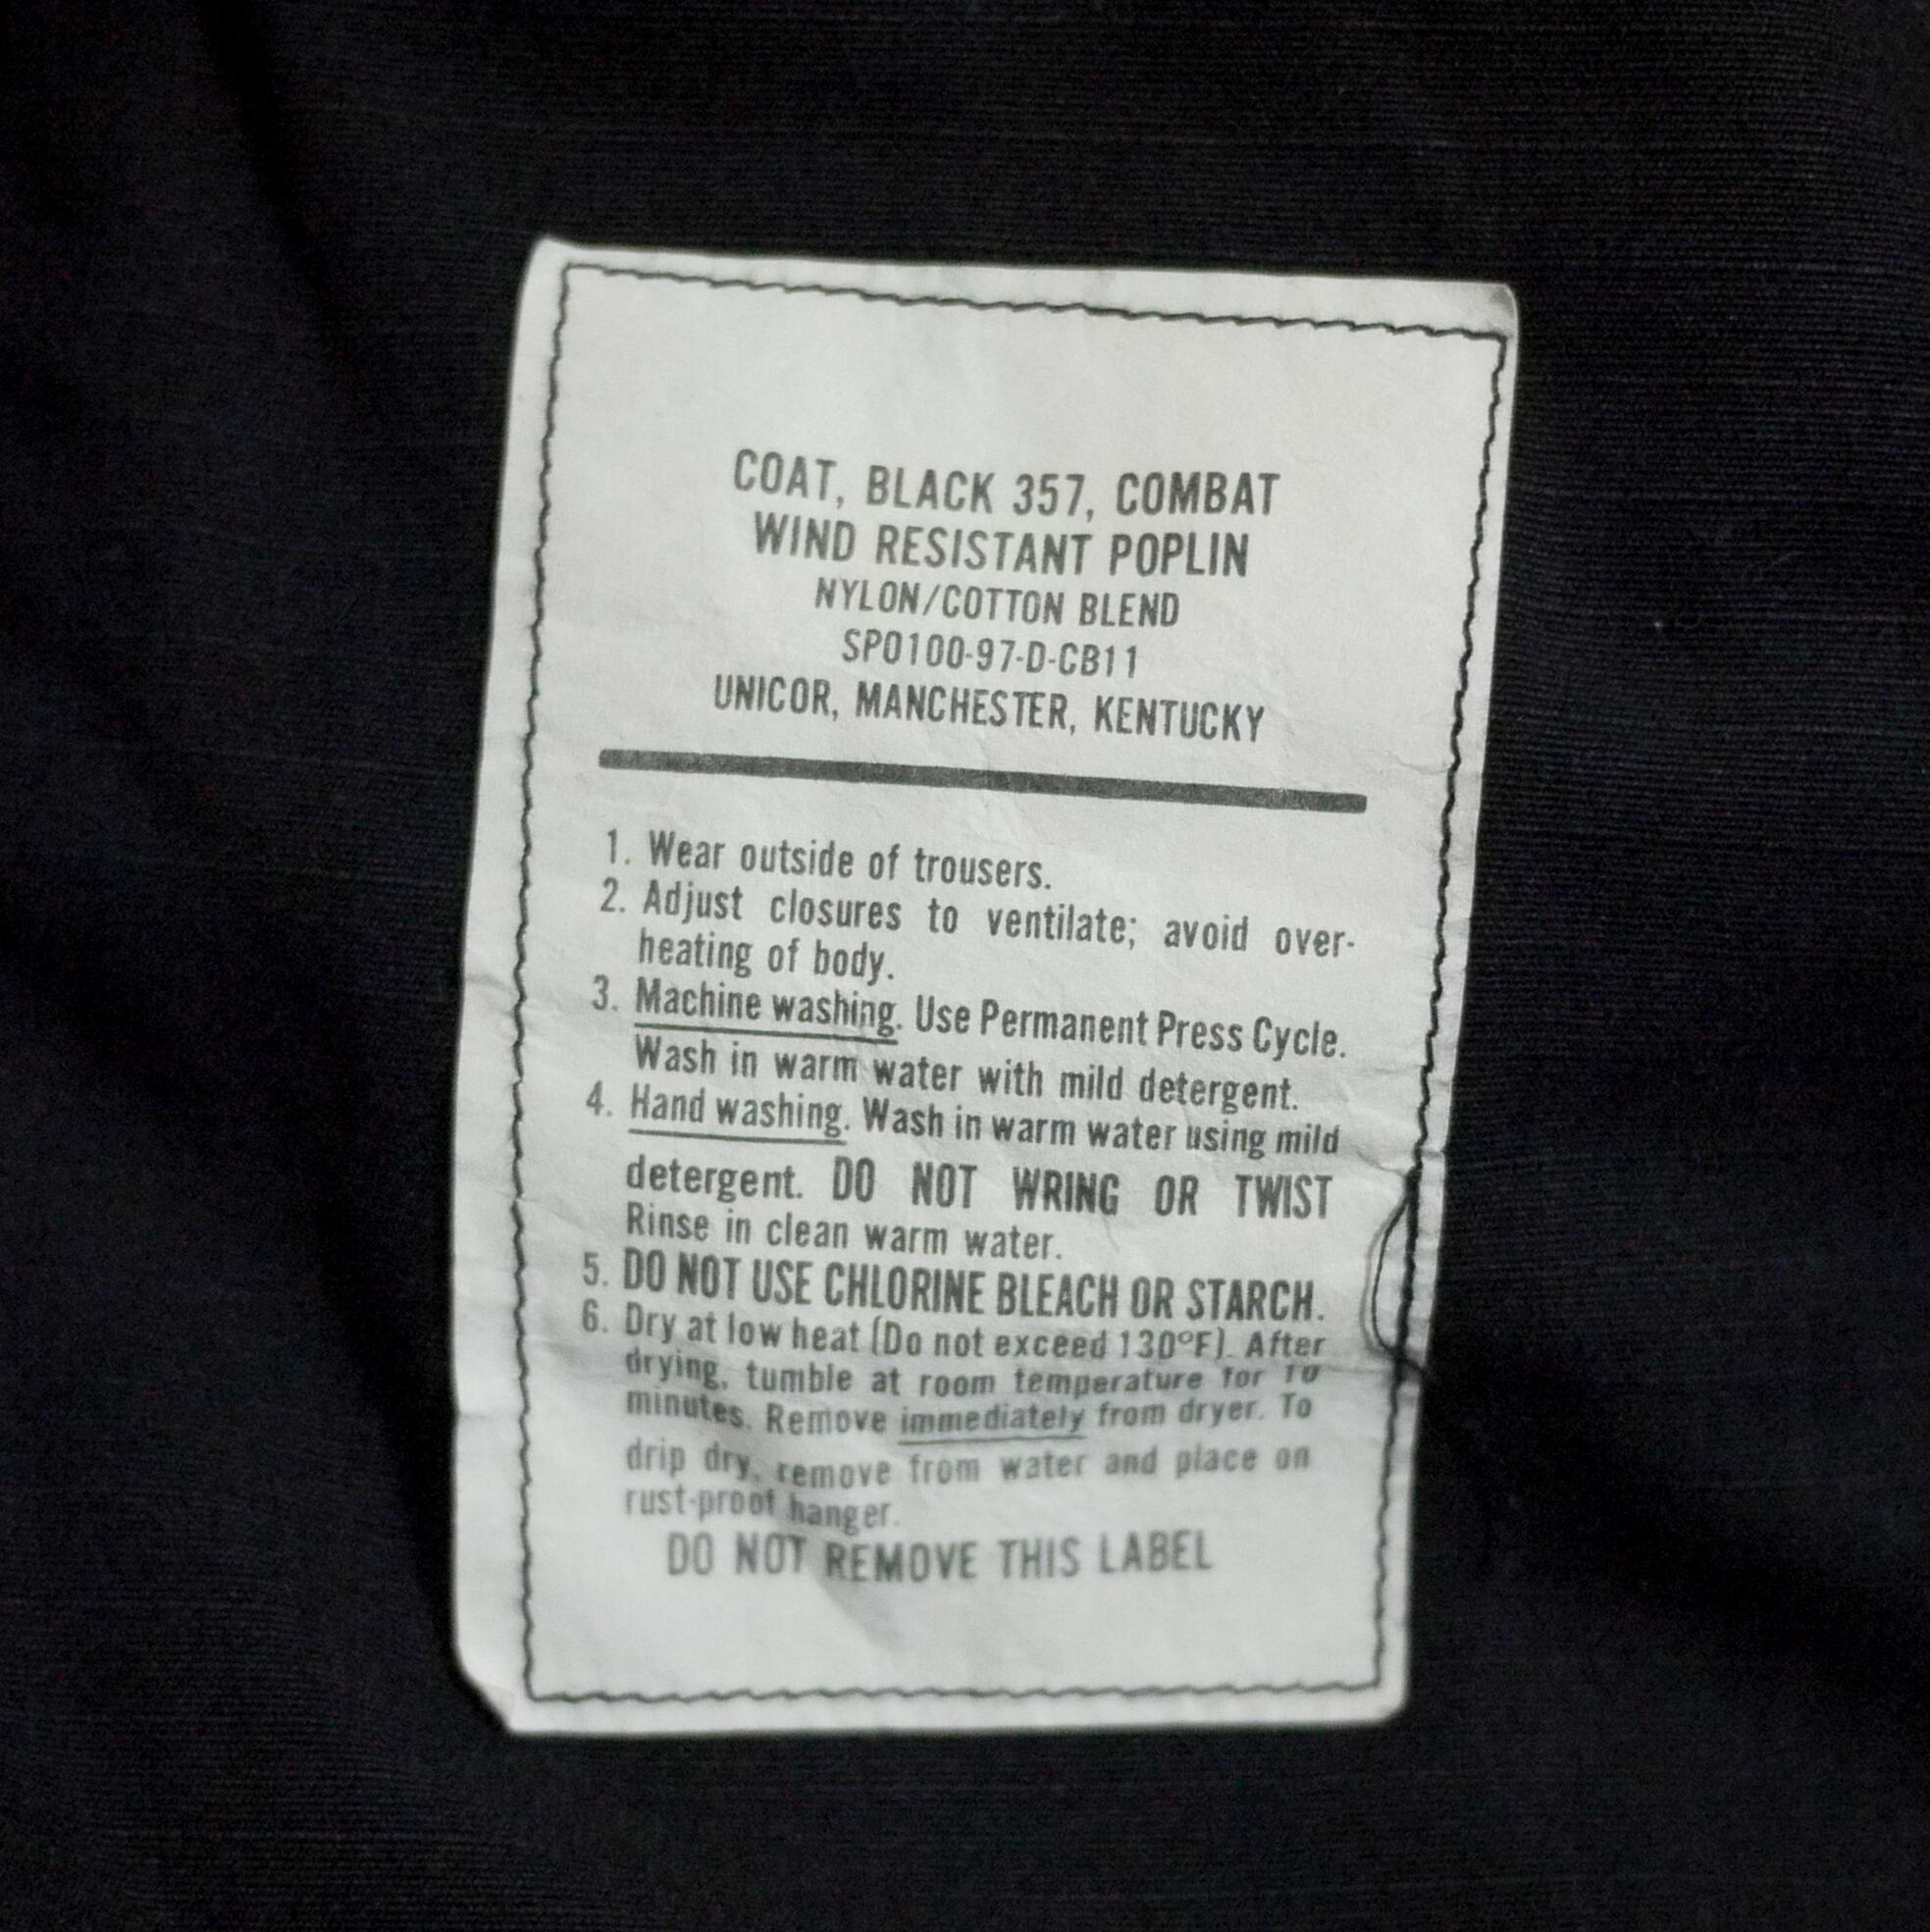 COAT, BLACK 357, COMBAT
WIND RESISTANT POPLIN
NYLON/COTTON BLEND
SPO100-97-D-CB11
UNICOR, MANCHESTER, KENTUCKY
1. Wear outside of trousers.
2. Adjust closures to ventilate; avoid over-
heating of body.
3. Machine washing. Use Permanent Press Cycle.
Wash in warm water with mild detergent.
4. Hand washing. Wash in warm water using mild
detergent. DO NOT WRING OR TWIST
Rinse in clean warm water.
5. DO NOT USE CHLORINE BLEACH OR STARCH.
6. Dry at low heat (Do not exceed 130°F). After
drying, tumble at room temperature for 10
minutes. Remove immediately from dryer. To
drip dry, remove from water and place on
rust-proof hanger.
DO NOT REMOVE THIS LABEL